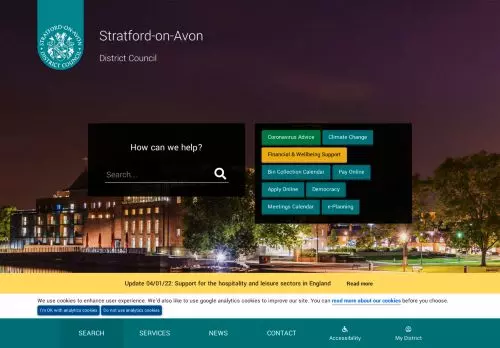 STRATFORD-ON-AVON
DISTRICT COUNCIL
Stratford-on-Avon
District Council
How can we help?
Search...
Coronavirus Advice Climate Change
Financial & Wellbeing Support
Bin Collection Calendar Pay Online
Apply Online Democracy
Meetings Calendar e-Planning
Update 04/01/22: Support for the hospitality and leisure sectors in England Read more
We use cookies to enhance user experience. We'd also like to use google analytics cookies to improve our site. You can read more about our cookies before you choose.
I'm OK with analytics cookies Do not use analytics cookies
SEARCH SERVICES NEWS CONTACT Accessibility My District